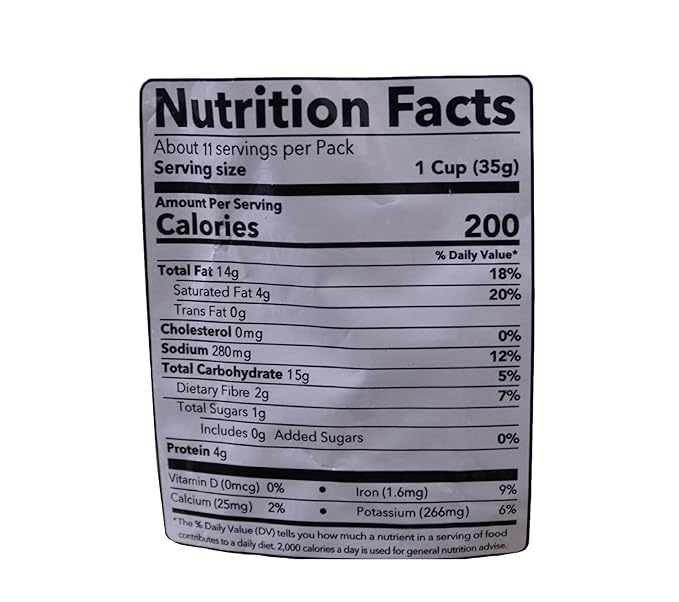 Nutrition Facts
About 11 servings per Pack
Serving size 1 Cup (35g)
Amount Per Serving
Calories 200
% Daily Value*
Total Fat 14g 18%
Saturated Fat 4g 20%
Trans Fat 0g
Cholesterol 0mg 0%
Sodium 280mg 12%
Total Carbohydrate 15g 5%
Dietary Fibre 2g 7%
Total Sugars 1g
Includes 0g Added Sugars 0%
Protein 4g
Vitamin D (0mcg) 0% • Iron (1.6mg) 9%
Calcium (25mg) 2% • Potassium (266mg) 6%
*The % Daily Value (DV) tells you how much a nutrient in a serving of food
contributes to a daily diet. 2,000 calories a day is used for general nutrition advise.